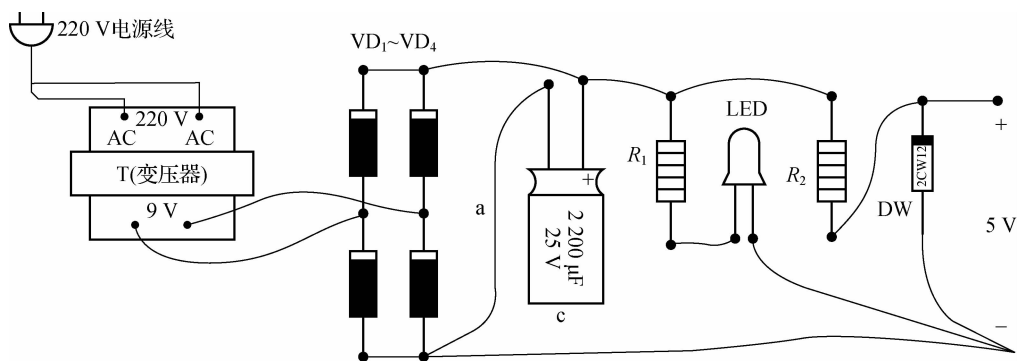 220 V电源线
VD₁~VD₄
220 V
AC AC
T(变压器)
9 V
a
+
2 200 μF
25 V
c
R₁
LED
R₂
2CW12
DW
+
5 V
−